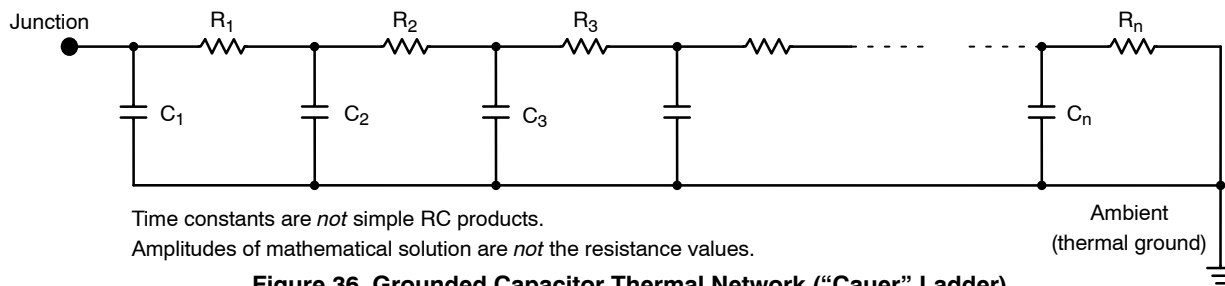 Junction
R1 R2 R3 Rn
C1 C2 C3 Cn
Time constants are not simple RC products.
Amplitudes of mathematical solution are not the resistance values.
Ambient
(thermal ground)
Figure 36. Grounded Capacitor Thermal Network (“Cauer” Ladder)